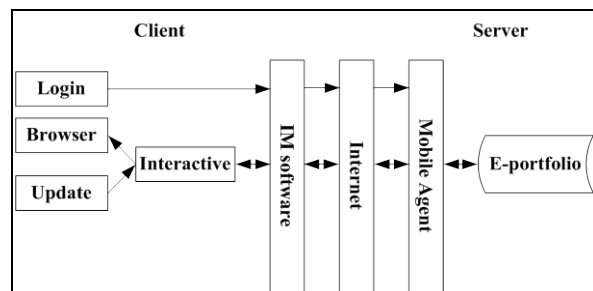 Client
Server
Login
Browser
Interactive
Update
IM software
Internet
Mobile Agent
E-portfolio